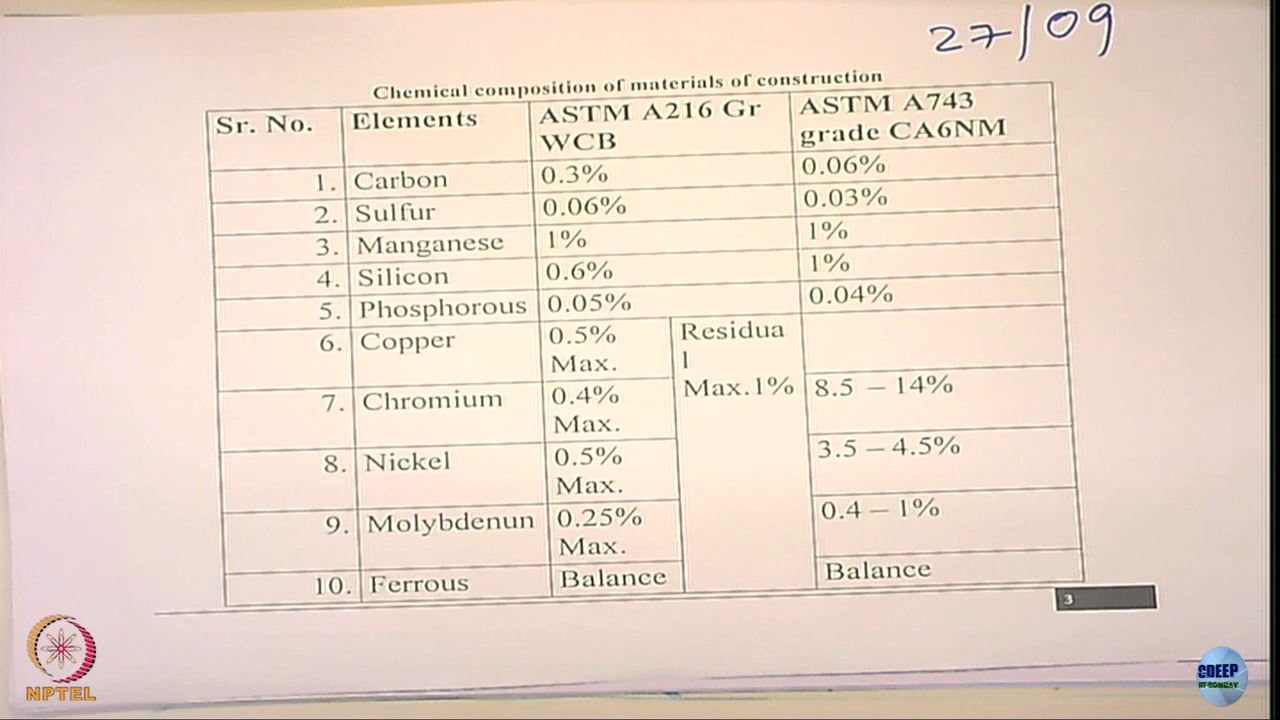 27/09
Chemical composition of materials of construction
Sr. No. Elements ASTM A216 Gr WCB ASTM A743 grade CA6NM
1. Carbon 0.3% 0.06%
2. Sulfur 0.06% 0.03%
3. Manganese 1% 1%
4. Silicon 0.6% 1%
5. Phosphorous 0.05% 0.04%
6. Copper 0.5% Max. Residua l Max.1%
7. Chromium 0.4% Max. 8.5 – 14%
8. Nickel 0.5% Max. 3.5 – 4.5%
9. Molybdenun 0.25% Max. 0.4 – 1%
10. Ferrous Balance Balance
3
NPTEL
CDEEP
IIT BOMBAY